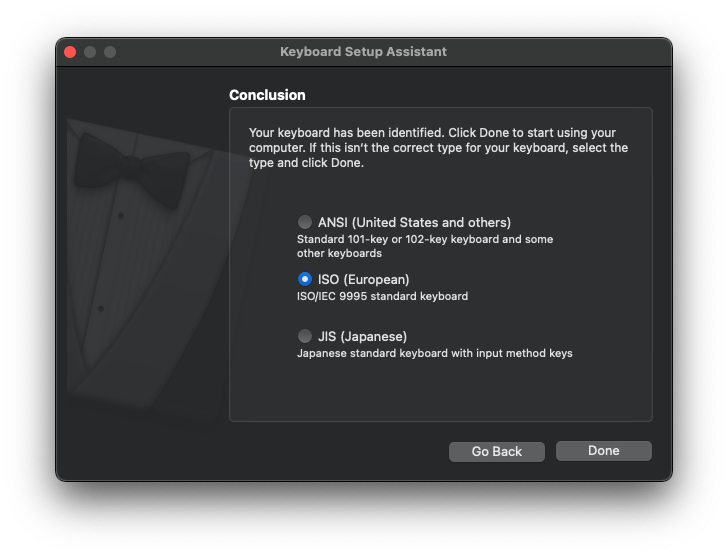 Keyboard Setup Assistant
Conclusion
Your keyboard has been identified. Click Done to start using your
computer. If this isn’t the correct type for your keyboard, select the
type and click Done.
ANSI (United States and others)
Standard 101-key or 102-key keyboard and some
other keyboards
ISO (European)
ISO/IEC 9995 standard keyboard
JIS (Japanese)
Japanese standard keyboard with input method keys
Go Back
Done